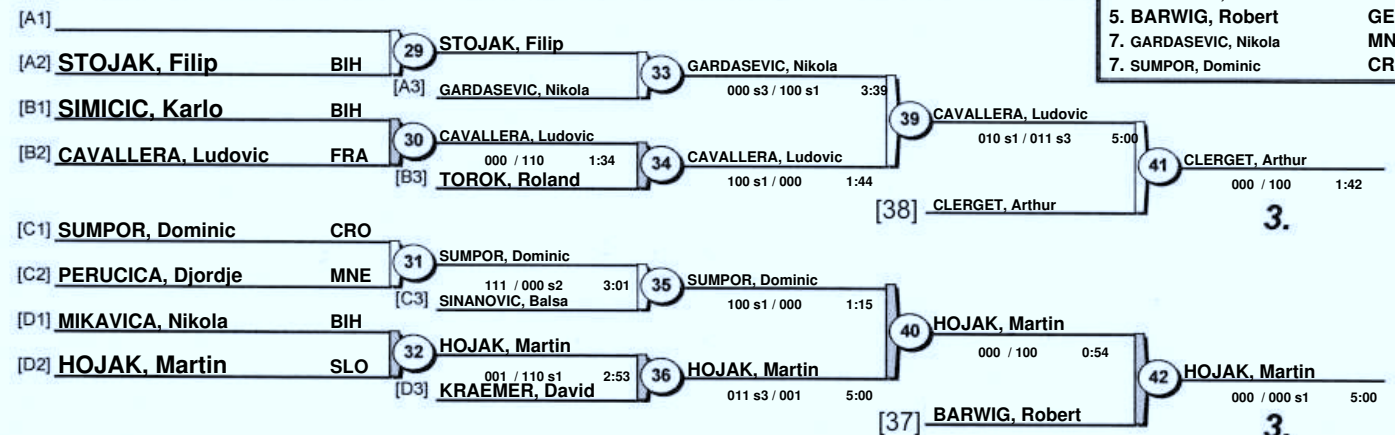 5. BARWIG, Robert GE
7. GARDASEVIC, Nikola MN
7. SUMPOR, Dominic CR
[A1]
[A2] STOJAK, Filip BIH
29
STOJAK, Filip
[A3] GARDASEVIC, Nikola
33
GARDASEVIC, Nikola
000 s3 / 100 s1 3:39
[B1] SIMICIC, Karlo BIH
[B2] CAVALLERA, Ludovic FRA
30
CAVALLERA, Ludovic
000 / 110 1:34
[B3] TOROK, Roland
34
CAVALLERA, Ludovic
100 s1 / 000 1:44
39
CAVALLERA, Ludovic
010 s1 / 011 s3 5:00
[38] CLERGET, Arthur
41
CLERGET, Arthur
000 / 100 1:42
3.
[C1] SUMPOR, Dominic CRO
[C2] PERUCICA, Djordje MNE
31
SUMPOR, Dominic
111 / 000 s2 3:01
[C3] SINANOVIC, Balsa
35
SUMPOR, Dominic
100 s1 / 000 1:15
[D1] MIKAVICA, Nikola BIH
[D2] HOJAK, Martin SLO
32
HOJAK, Martin
001 / 110 s1 2:53
[D3] KRAEMER, David
36
HOJAK, Martin
011 s3 / 001 5:00
40
HOJAK, Martin
000 / 100 0:54
[37] BARWIG, Robert
42
HOJAK, Martin
000 / 000 s1 5:00
3.